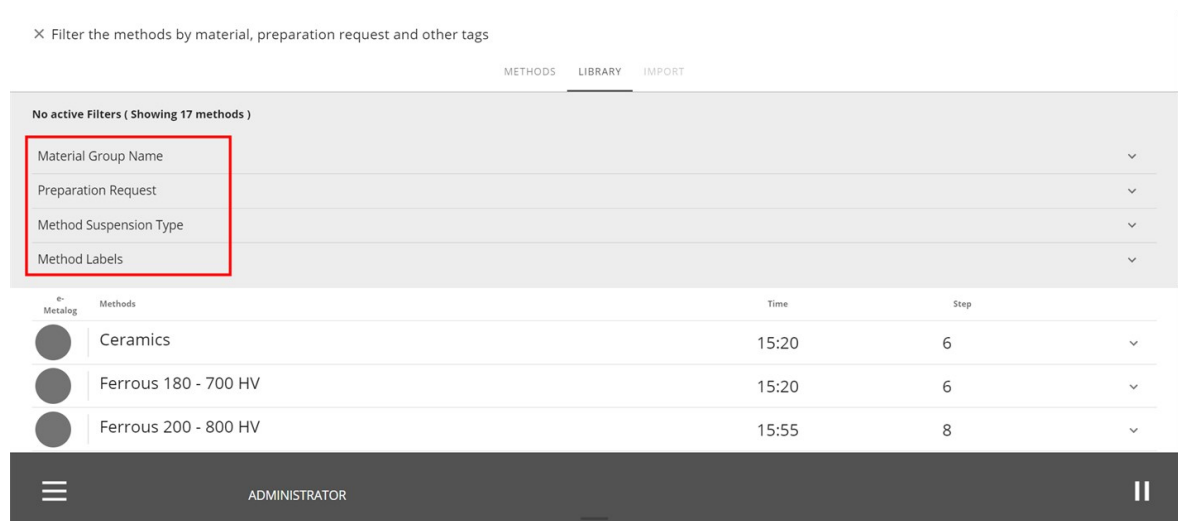 × Filter the methods by material, preparation request and other tags
METHODS LIBRARY IMPORT
No active Filters ( Showing 17 methods )
Material Group Name
Preparation Request
Method Suspension Type
Method Labels
e-
Metalog Methods Time Step
Ceramics 15:20 6
Ferrous 180 - 700 HV 15:20 6
Ferrous 200 - 800 HV 15:55 8
ADMINISTRATOR